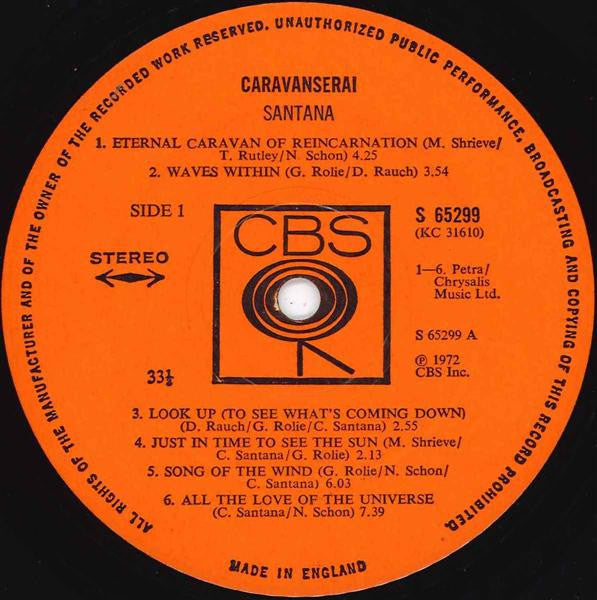 ALL RIGHTS OF THE MANUFACTURER AND OF THE OWNER OF THE RECORDED WORK RESERVED. UNAUTHORIZED PUBLIC PERFORMANCE, BROADCASTING AND COPYING OF THIS RECORD PROHIBITED.
CARAVANSERAI
SANTANA
1. ETERNAL CARAVAN OF REINCARNATION (M. Shrieve/
T. Rutley/N. Schon) 4.25
2. WAVES WITHIN (G. Rolie/D. Rauch) 3.54
SIDE 1
STEREO
33⅓
CBS
S 65299
(KC 31610)
1—6. Petra/
Chrysalis
Music Ltd.
S 65299 A
℗ 1972
CBS Inc.
3. LOOK UP (TO SEE WHAT'S COMING DOWN)
(D. Rauch/G. Rolie/C. Santana) 2.55
4. JUST IN TIME TO SEE THE SUN (M. Shrieve/
C. Santana/G. Rolie) 2.13
5. SONG OF THE WIND (G. Rolie/N. Schon/
C. Santana) 6.03
6. ALL THE LOVE OF THE UNIVERSE
(C. Santana/N. Schon) 7.39
MADE IN ENGLAND